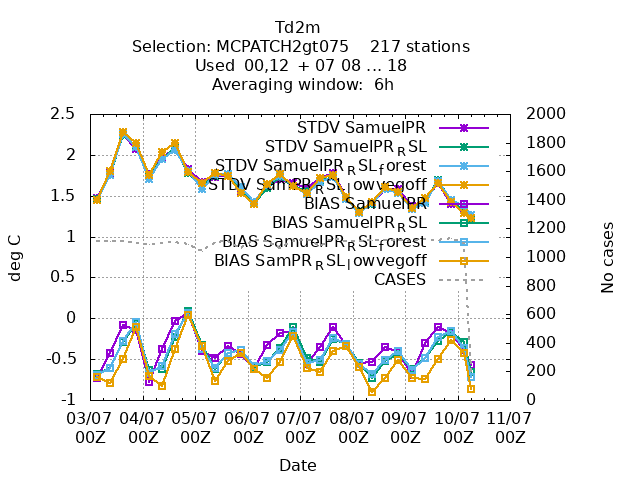 Td2m
Selection: MCPATCH2gt075    217 stations
Used  00,12  + 07 08 ... 18
Averaging window:  6h
2.5
2
1.5
1
0.5
0
-0.5
-1
deg C
2000
1800
1600
1400
1200
1000
800
600
400
200
0
No cases
STDV SamuelPR
STDV SamuelPR_RSL
STDV SamuelPR_RSL_forest
STDV SamPR_RSL_lowvegoff
BIAS SamuelPR
BIAS SamuelPR_RSL
BIAS SamuelPR_RSL_forest
BIAS SamPR_RSL_lowvegoff
CASES
03/07 04/07 05/07 06/07 07/07 08/07 09/07 10/07 11/07
00Z 00Z 00Z 00Z 00Z 00Z 00Z 00Z 00Z
Date